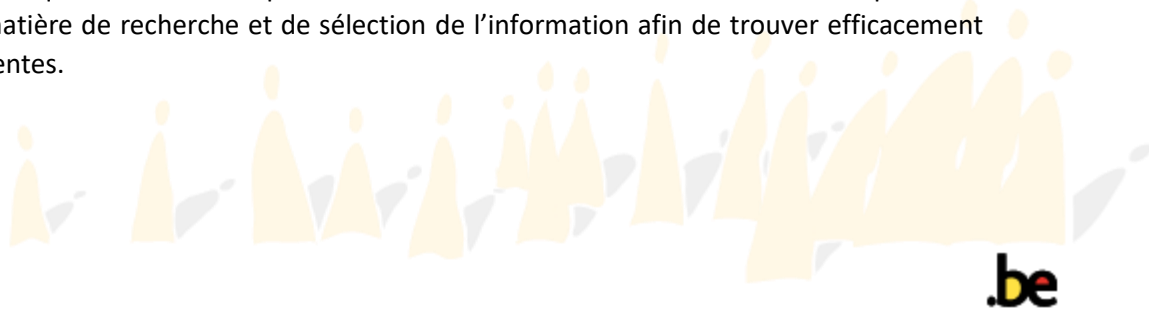 matière de recherche et de sélection de l’information afin de trouver efficacement
entes.
.be